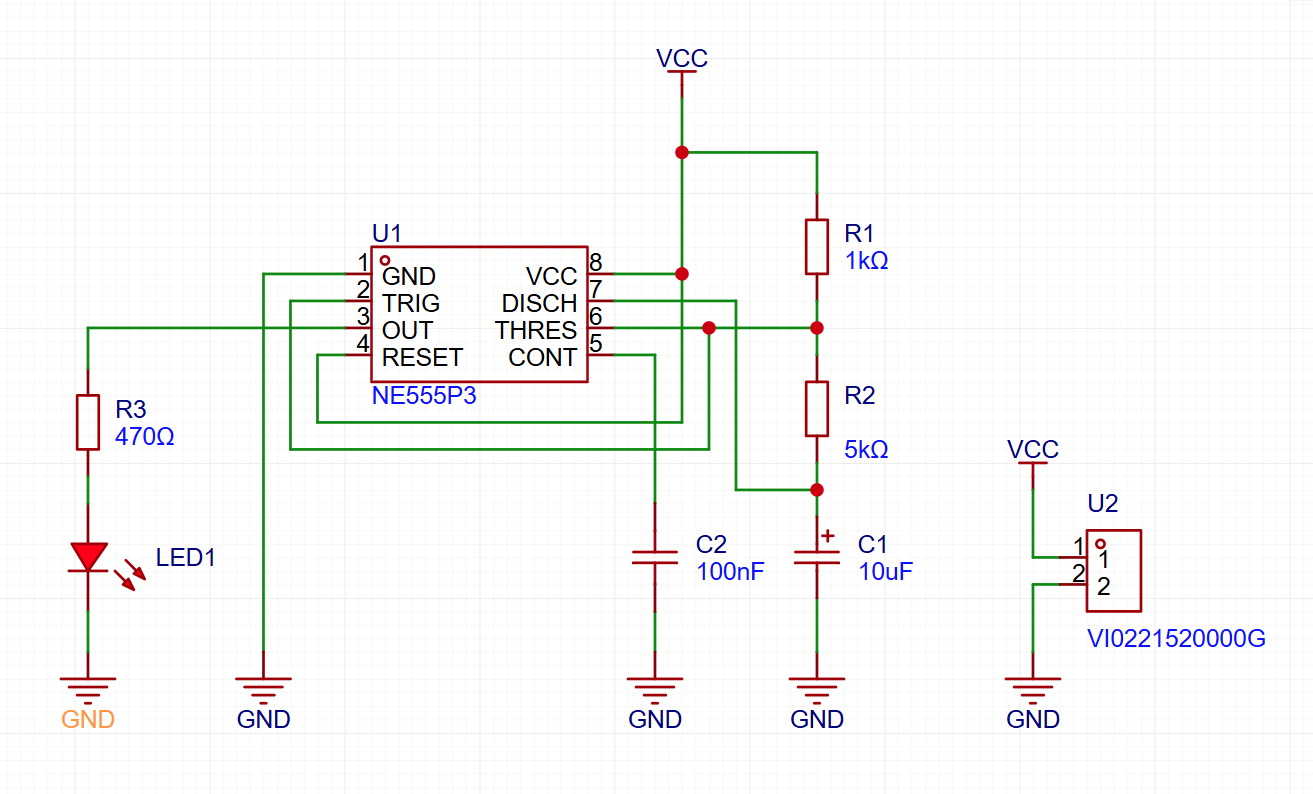 VCC
U1
1 GND VCC 8
2 TRIG DISCH 7
3 OUT THRES 6
4 RESET CONT 5
NE555P3
R1
1kΩ
R2
5kΩ
R3
470Ω
LED1
C2
100nF
+ C1
10uF
VCC
U2
1 1
2 2
VI0221520000G
GND
GND
GND
GND
GND